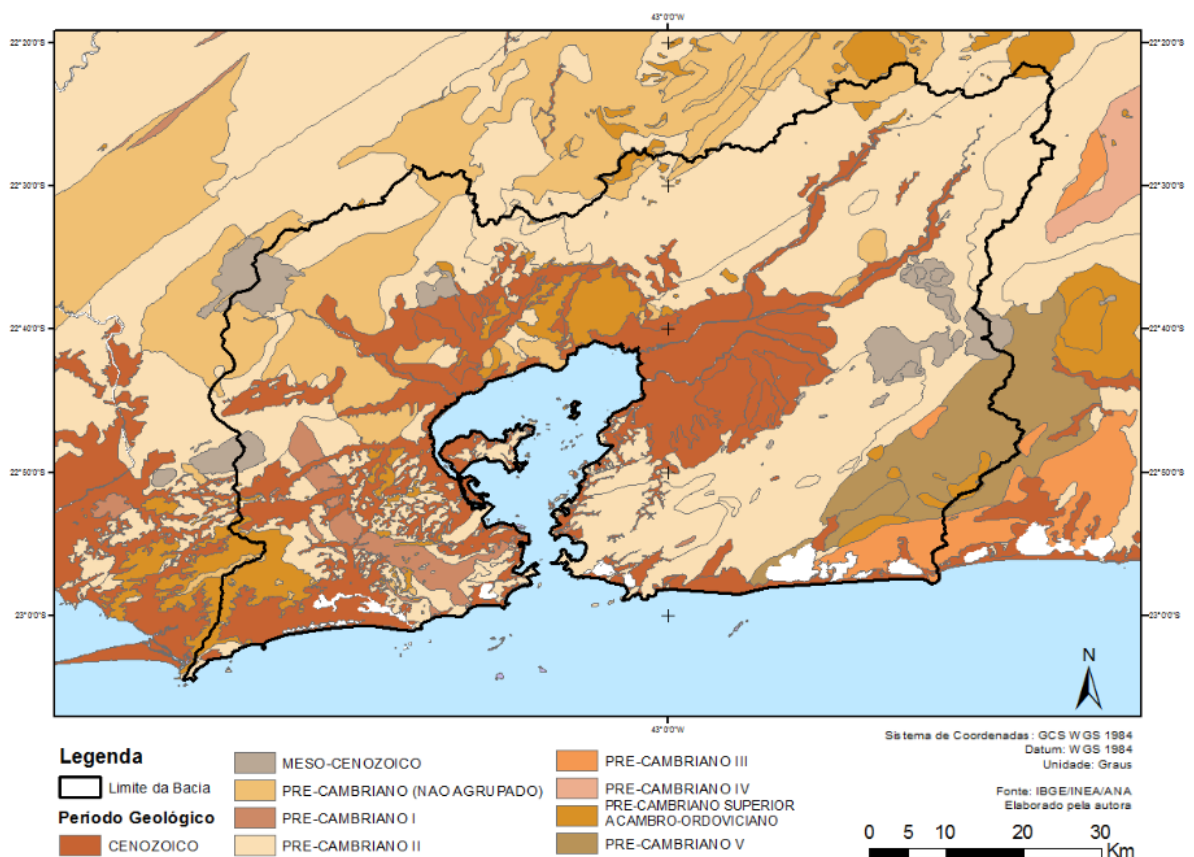 43°0'0"W
22°20'0"S
22°20'0"S
22°30'0"S
22°30'0"S
22°40'0"S
22°40'0"S
22°50'0"S
22°50'0"S
23°0'0"S
23°0'0"S
N
43°0'0"W
Legenda
Limite da Bacia
Período Geológico
CENOZOICO
MESO-CENOZOICO
PRE-CAMBRIANO (NAO AGRUPADO)
PRE-CAMBRIANO I
PRE-CAMBRIANO II
PRE-CAMBRIANO III
PRE-CAMBRIANO IV
PRE-CAMBRIANO SUPERIOR
A CAMBRO-ORDOVICIANO
PRE-CAMBRIANO V
Sistema de Coordenadas: GCS WGS 1984
Datum: WGS 1984
Unidade: Graus
Fonte: IBGE/INEA/ANA
Elaborado pela autora
0 5 10 20 30
Km